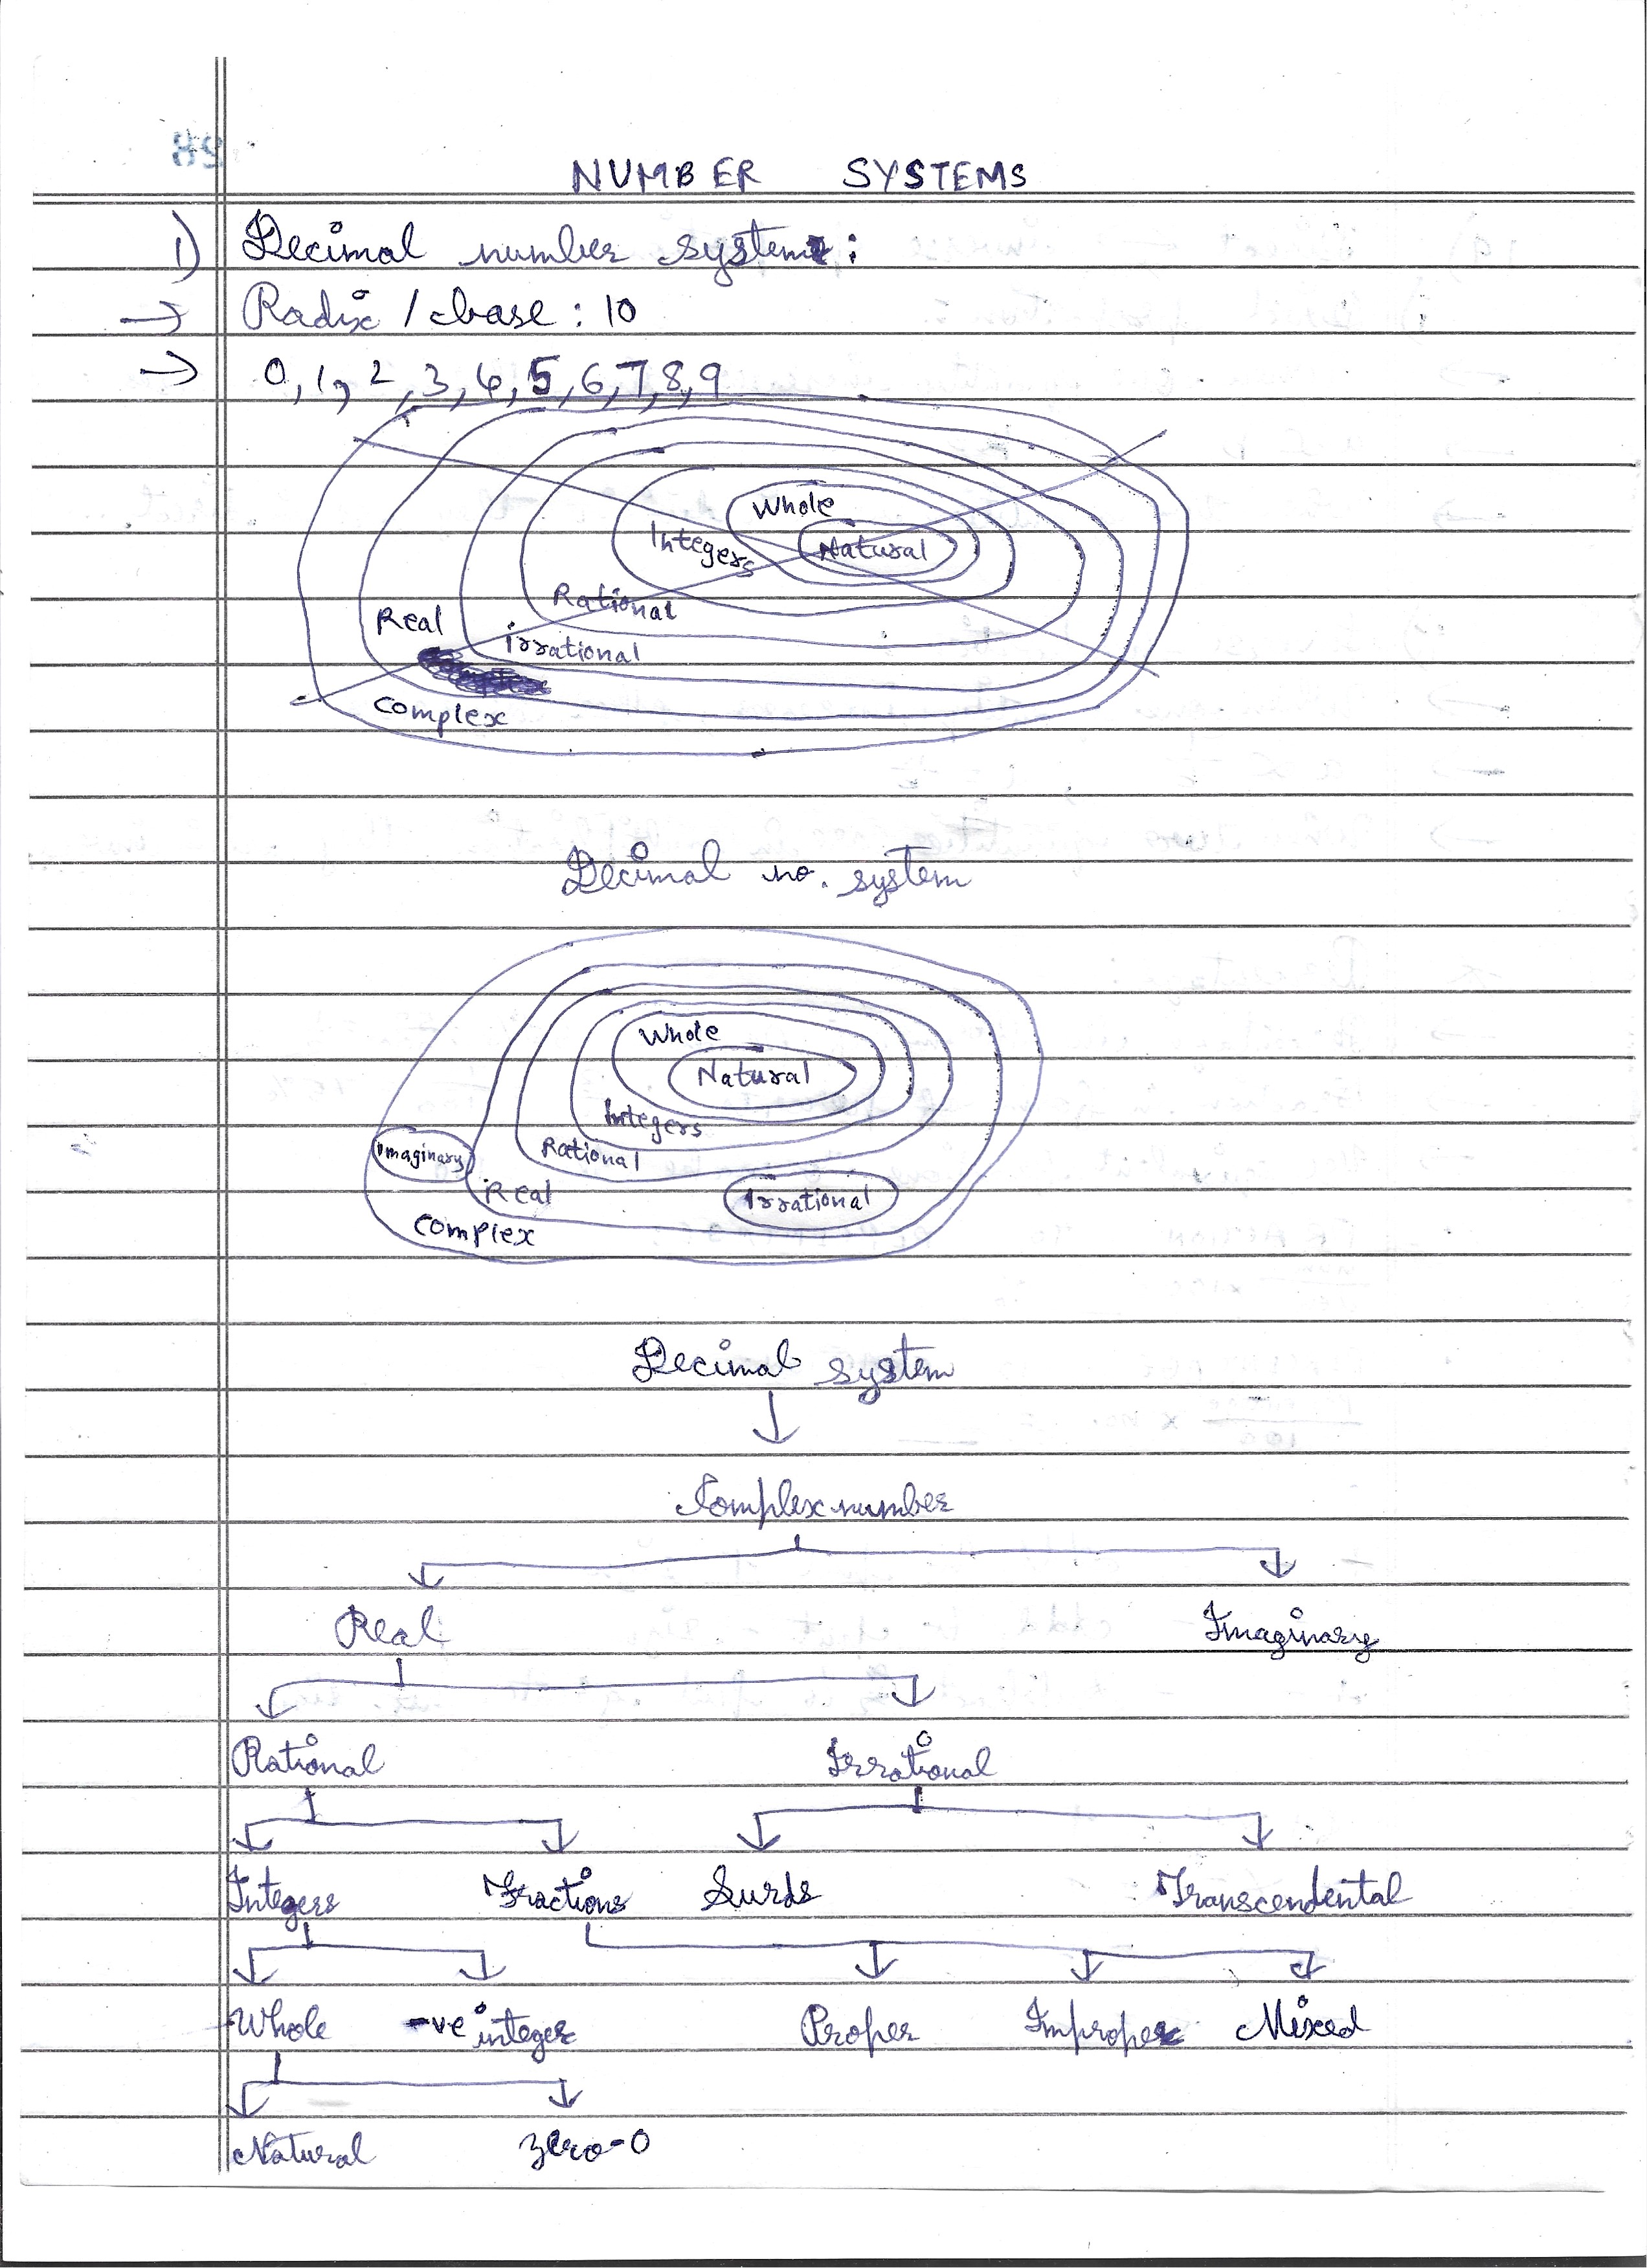 NUMBER SYSTEMS
1) Decimal number system:
→ Radix / base : 10
→ 0, 1, 2, 3, 4, 5, 6, 7, 8, 9
Whole
Natural
Integers
Rational
Real
irrational
Complex
Decimal no. system
Whole
Natural
Integers
Rational
Imaginary
Real
Irrational
Complex
Decimal system
Complex number
Real Imaginary
Rational Irrational
Integers Fractions Surds Transcendental
Whole -ve integer Proper Improper Mixed
Natural zero-0